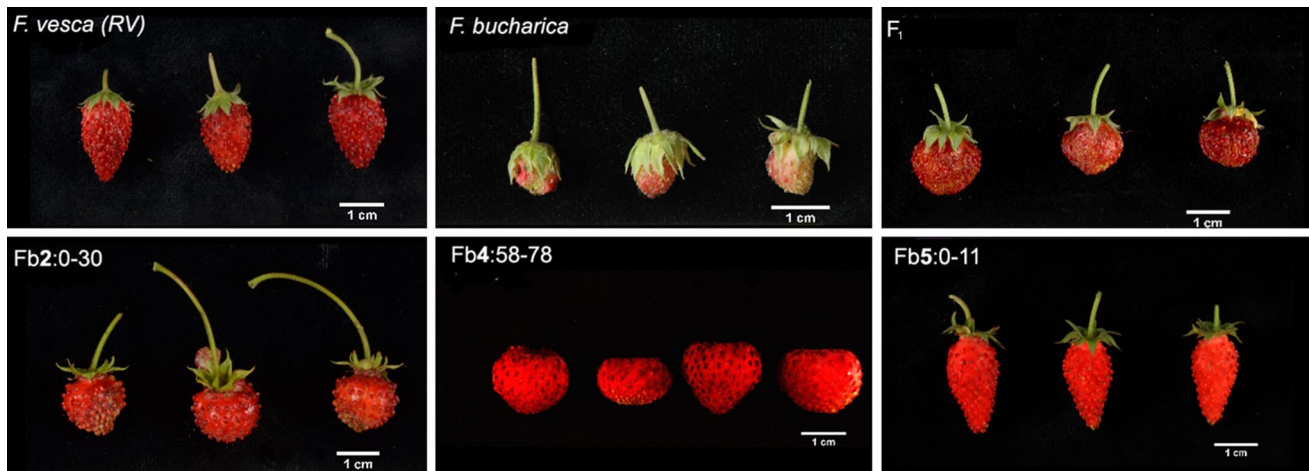 F. vesca (RV)
F. bucharica
F₁
1 cm
1 cm
1 cm
Fb2:0-30
Fb4:58-78
Fb5:0-11
1 cm
1 cm
1 cm